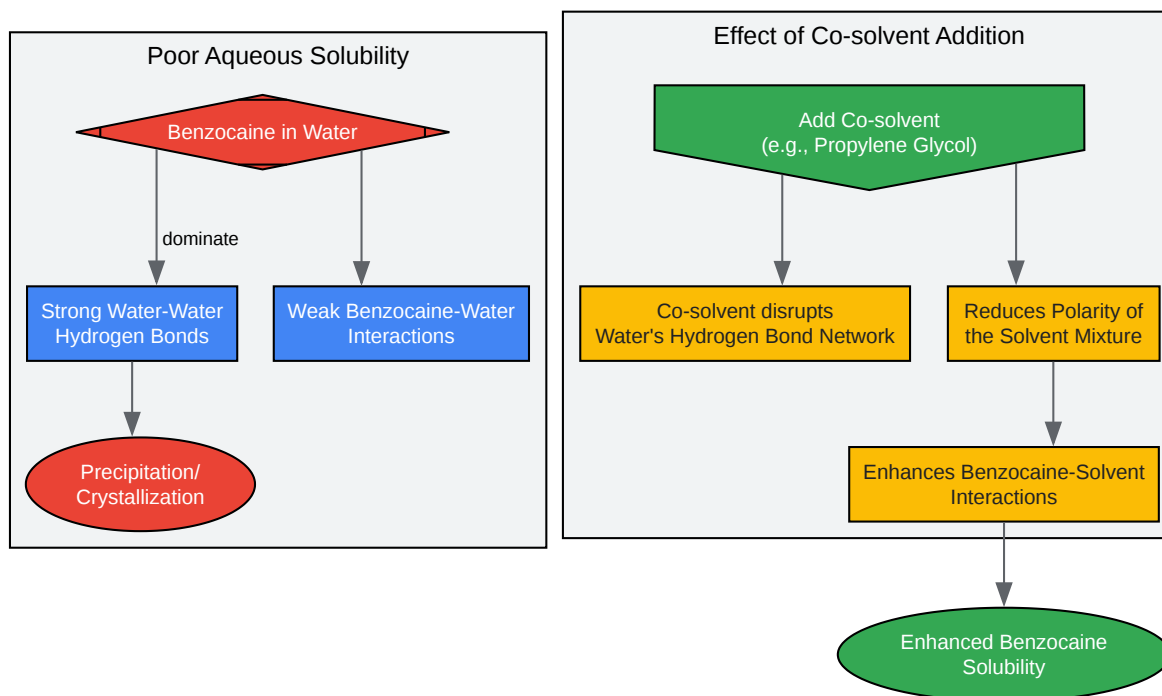 Poor Aqueous Solubility
Benzocaine in Water
dominate
Strong Water-Water
Hydrogen Bonds
Weak Benzocaine-Water
Interactions
Precipitation/
Crystallization
Effect of Co-solvent Addition
Add Co-solvent
(e.g., Propylene Glycol)
Co-solvent disrupts
Water's Hydrogen Bond Network
Reduces Polarity of
the Solvent Mixture
Enhances Benzocaine-Solvent
Interactions
Enhanced Benzocaine
Solubility